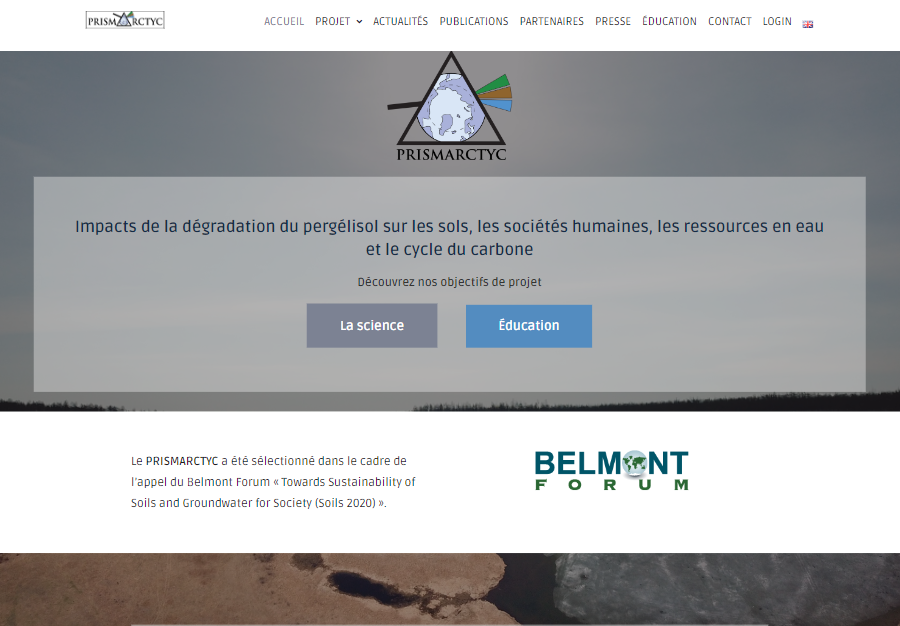 PRISMARCTYC
ACCUEIL PROJET ACTUALITÉS PUBLICATIONS PARTENAIRES PRESSE ÉDUCATION CONTACT LOGIN
PRISMARCTYC
Impacts de la dégradation du pergélisol sur les sols, les sociétés humaines, les ressources en eau
et le cycle du carbone
Découvrez nos objectifs de projet
La science
Éducation
Le PRISMARCTYC a été sélectionné dans le cadre de
l'appel du Belmont Forum « Towards Sustainability of
Soils and Groundwater for Society (Soils 2020) ».
BELMONT
FORUM